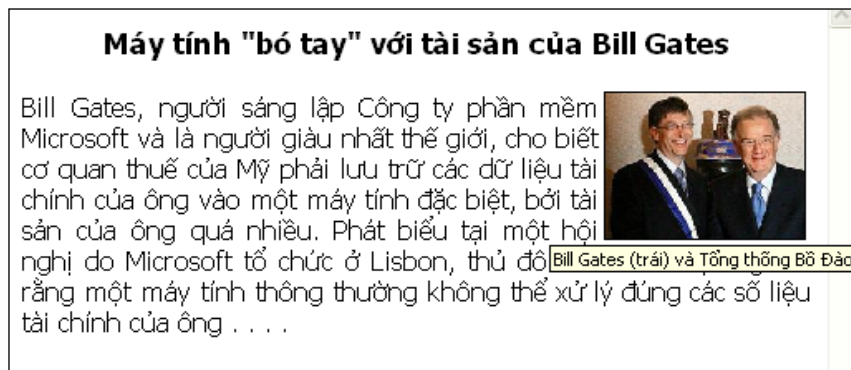 Máy tính "bó tay" với tài sản của Bill Gates
Bill Gates, người sáng lập Công ty phần mềm
Microsoft và là người giàu nhất thế giới, cho biết
cơ quan thuế của Mỹ phải lưu trữ các dữ liệu tài
chính của ông vào một máy tính đặc biệt, bởi tài
sản của ông quá nhiều. Phát biểu tại một hội
nghị do Microsoft tổ chức ở Lisbon, thủ đô
Bill Gates (trái) và Tổng thống Bồ Đào
rằng một máy tính thông thường không thể xử lý đúng các số liệu
tài chính của ông . . . .